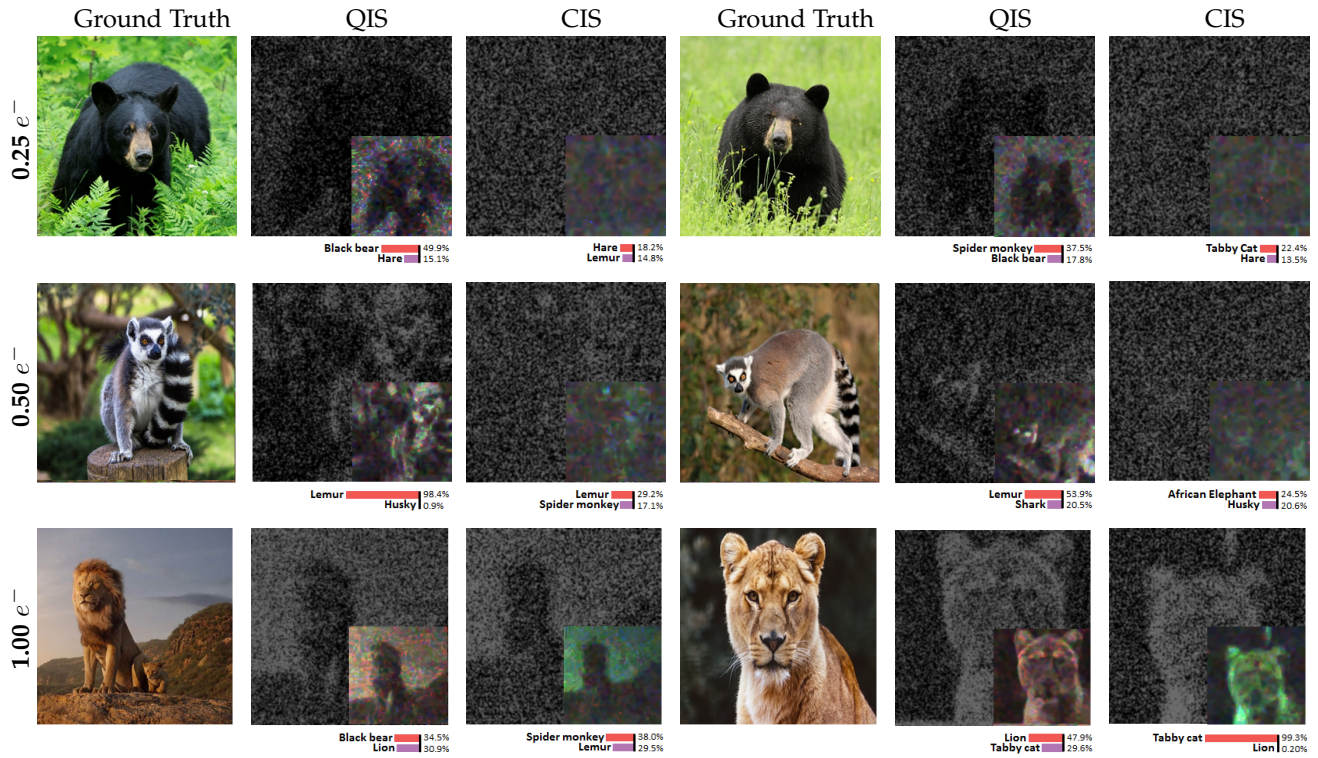 Ground Truth QIS CIS Ground Truth QIS CIS
0.25 e⁻
Black bear 49.9% Hare 18.2% Spider monkey 37.5% Tabby Cat 22.4%
Hare 15.1% Lemur 14.8% Black bear 17.8% Hare 13.5%
0.50 e⁻
Lemur 98.4% Lemur 29.2% Lemur 53.9% African Elephant 24.5%
Husky 0.9% Spider monkey 17.1% Shark 20.5% Husky 20.6%
1.00 e⁻
Black bear 34.5% Spider monkey 38.0% Lion 47.9% Tabby cat 99.3%
Lion 30.9% Lemur 29.5% Tabby cat 29.6% Lion 0.20%